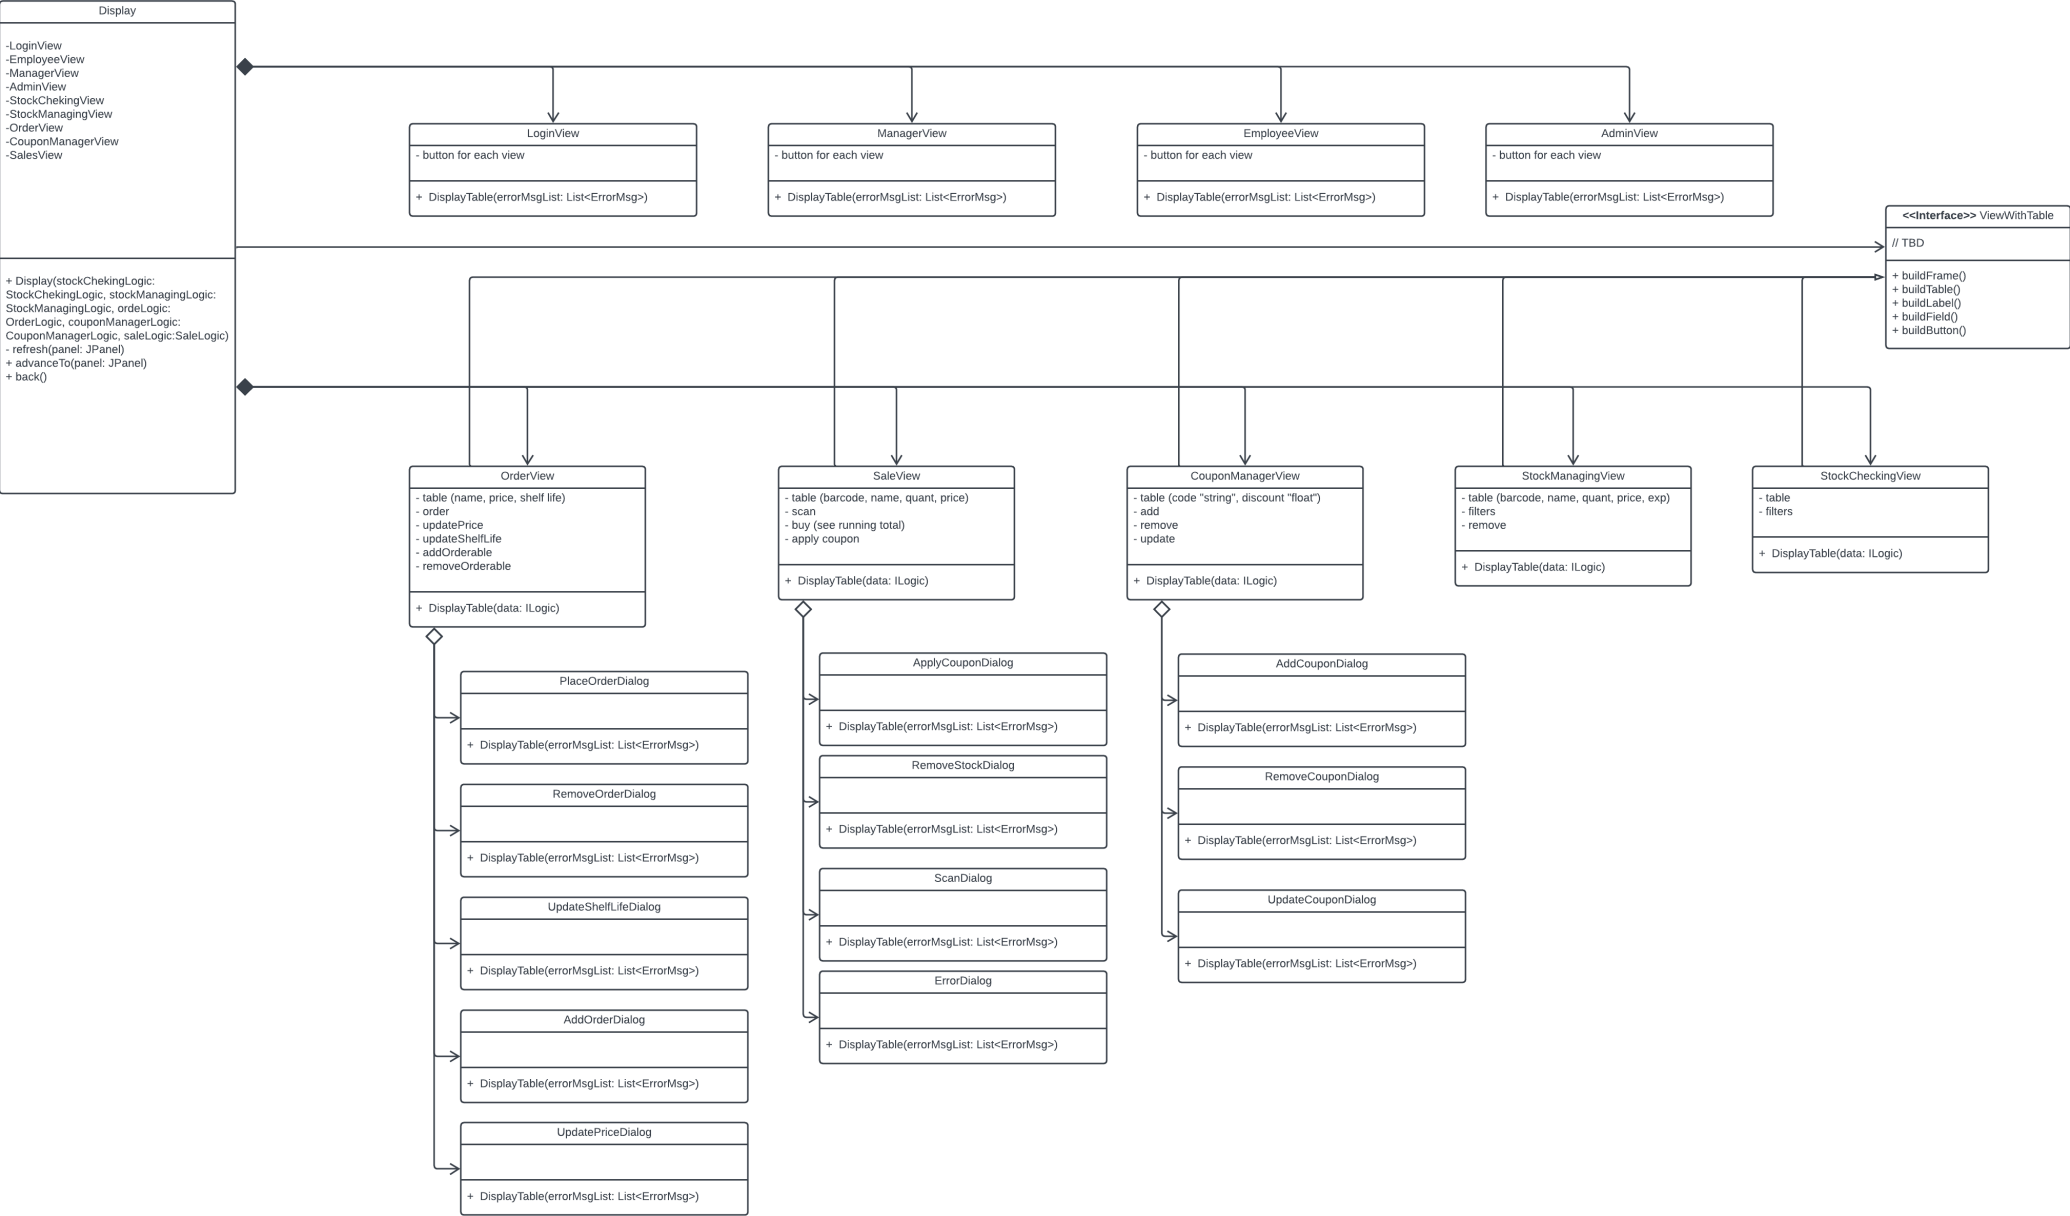 Display
-LoginView
-EmployeeView
-ManagerView
-AdminView
-StockChekingView
-StockManagingView
-OrderView
-CouponManagerView
-SalesView
+ Display(stockChekingLogic:
StockChekingLogic, stockManagingLogic:
StockManagingLogic, ordeLogic:
OrderLogic, couponManagerLogic:
CouponManagerLogic, saleLogic:SaleLogic)
- refresh(panel: JPanel)
+ advanceTo(panel: JPanel)
+ back()
LoginView
- button for each view
+ DisplayTable(errorMsgList: List<ErrorMsg>)
ManagerView
- button for each view
+ DisplayTable(errorMsgList: List<ErrorMsg>)
EmployeeView
- button for each view
+ DisplayTable(errorMsgList: List<ErrorMsg>)
AdminView
- button for each view
+ DisplayTable(errorMsgList: List<ErrorMsg>)
<<Interface>> ViewWithTable
// TBD
+ buildFrame()
+ buildTable()
+ buildLabel()
+ buildField()
+ buildButton()
OrderView
- table (name, price, shelf life)
- order
- updatePrice
- updateShelfLife
- addOrderable
- removeOrderable
+ DisplayTable(data: ILogic)
SaleView
- table (barcode, name, quant, price)
- scan
- buy (see running total)
- apply coupon
+ DisplayTable(data: ILogic)
CouponManagerView
- table (code "string", discount "float")
- add
- remove
- update
+ DisplayTable(data: ILogic)
StockManagingView
- table (barcode, name, quant, price, exp)
- filters
- remove
+ DisplayTable(data: ILogic)
StockCheckingView
- table
- filters
+ DisplayTable(data: ILogic)
PlaceOrderDialog
+ DisplayTable(errorMsgList: List<ErrorMsg>)
RemoveOrderDialog
+ DisplayTable(errorMsgList: List<ErrorMsg>)
UpdateShelfLifeDialog
+ DisplayTable(errorMsgList: List<ErrorMsg>)
AddOrderDialog
+ DisplayTable(errorMsgList: List<ErrorMsg>)
UpdatePriceDialog
+ DisplayTable(errorMsgList: List<ErrorMsg>)
ApplyCouponDialog
+ DisplayTable(errorMsgList: List<ErrorMsg>)
RemoveStockDialog
+ DisplayTable(errorMsgList: List<ErrorMsg>)
ScanDialog
+ DisplayTable(errorMsgList: List<ErrorMsg>)
ErrorDialog
+ DisplayTable(errorMsgList: List<ErrorMsg>)
AddCouponDialog
+ DisplayTable(errorMsgList: List<ErrorMsg>)
RemoveCouponDialog
+ DisplayTable(errorMsgList: List<ErrorMsg>)
UpdateCouponDialog
+ DisplayTable(errorMsgList: List<ErrorMsg>)